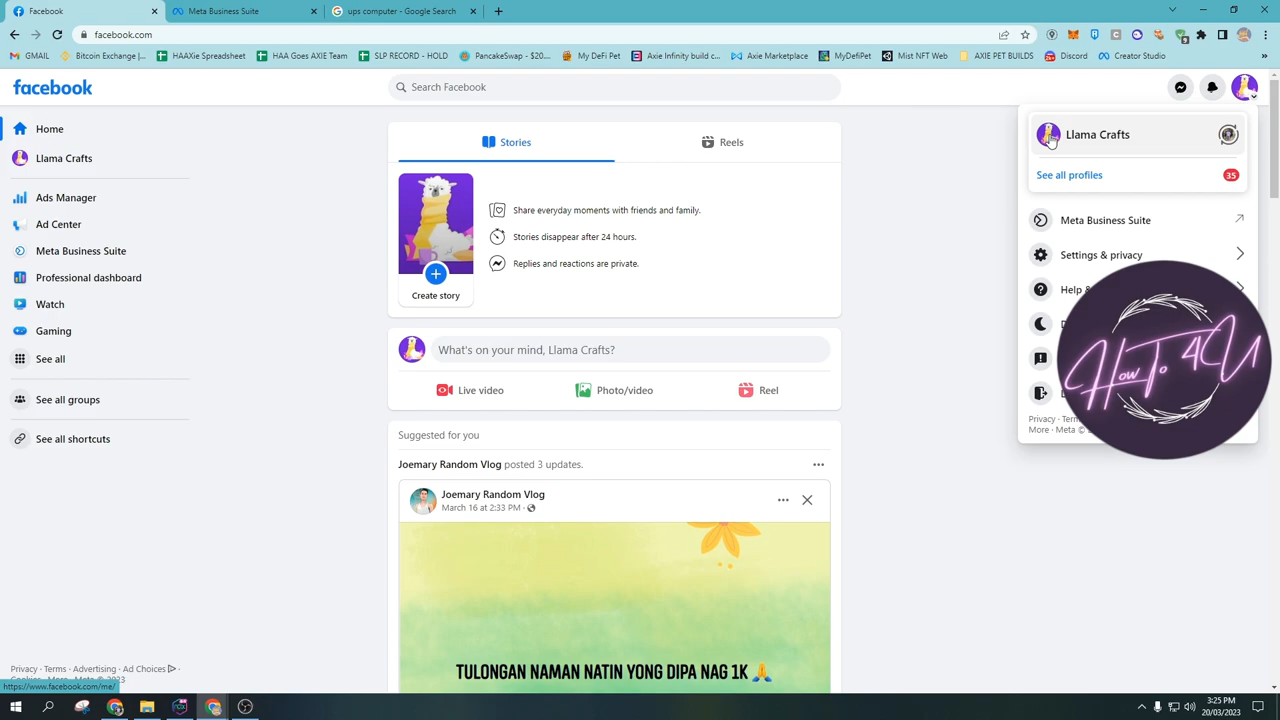 Facebook
Meta Business Suite
ups computer - Google Search
facebook.com
GMAIL
Bitcoin Exchange |...
HAAXie Spreadsheet
HAA Goes AXIE Team
SLP RECORD - HOLD
PancakeSwap - $20....
My DeFi Pet
Axie Infinity build c...
Axie Marketplace
MyDefiPet
Mist NFT Web
AXIE PET BUILDS
Discord
Creator Studio
facebook
Search Facebook
Home
Llama Crafts
Ads Manager
Ad Center
Meta Business Suite
Professional dashboard
Watch
Gaming
See all
See all groups
See all shortcuts
Privacy · Terms · Advertising · Ad Choices ·
https://www.facebook.com/me/
Stories
Reels
Share everyday moments with friends and family.
Stories disappear after 24 hours.
Replies and reactions are private.
Create story
What's on your mind, Llama Crafts?
Live video
Photo/video
Reel
Suggested for you
Joemary Random Vlog posted 3 updates.
Joemary Random Vlog
March 16 at 2:33 PM ·
TULONGAN NAMAN NATIN YONG DIPA NAG 1K 🙏
Llama Crafts
See all profiles
35
Meta Business Suite
Settings & privacy
Help &
How To 4U
Privacy ·
More · Meta ©
3:25 PM
20/03/2023